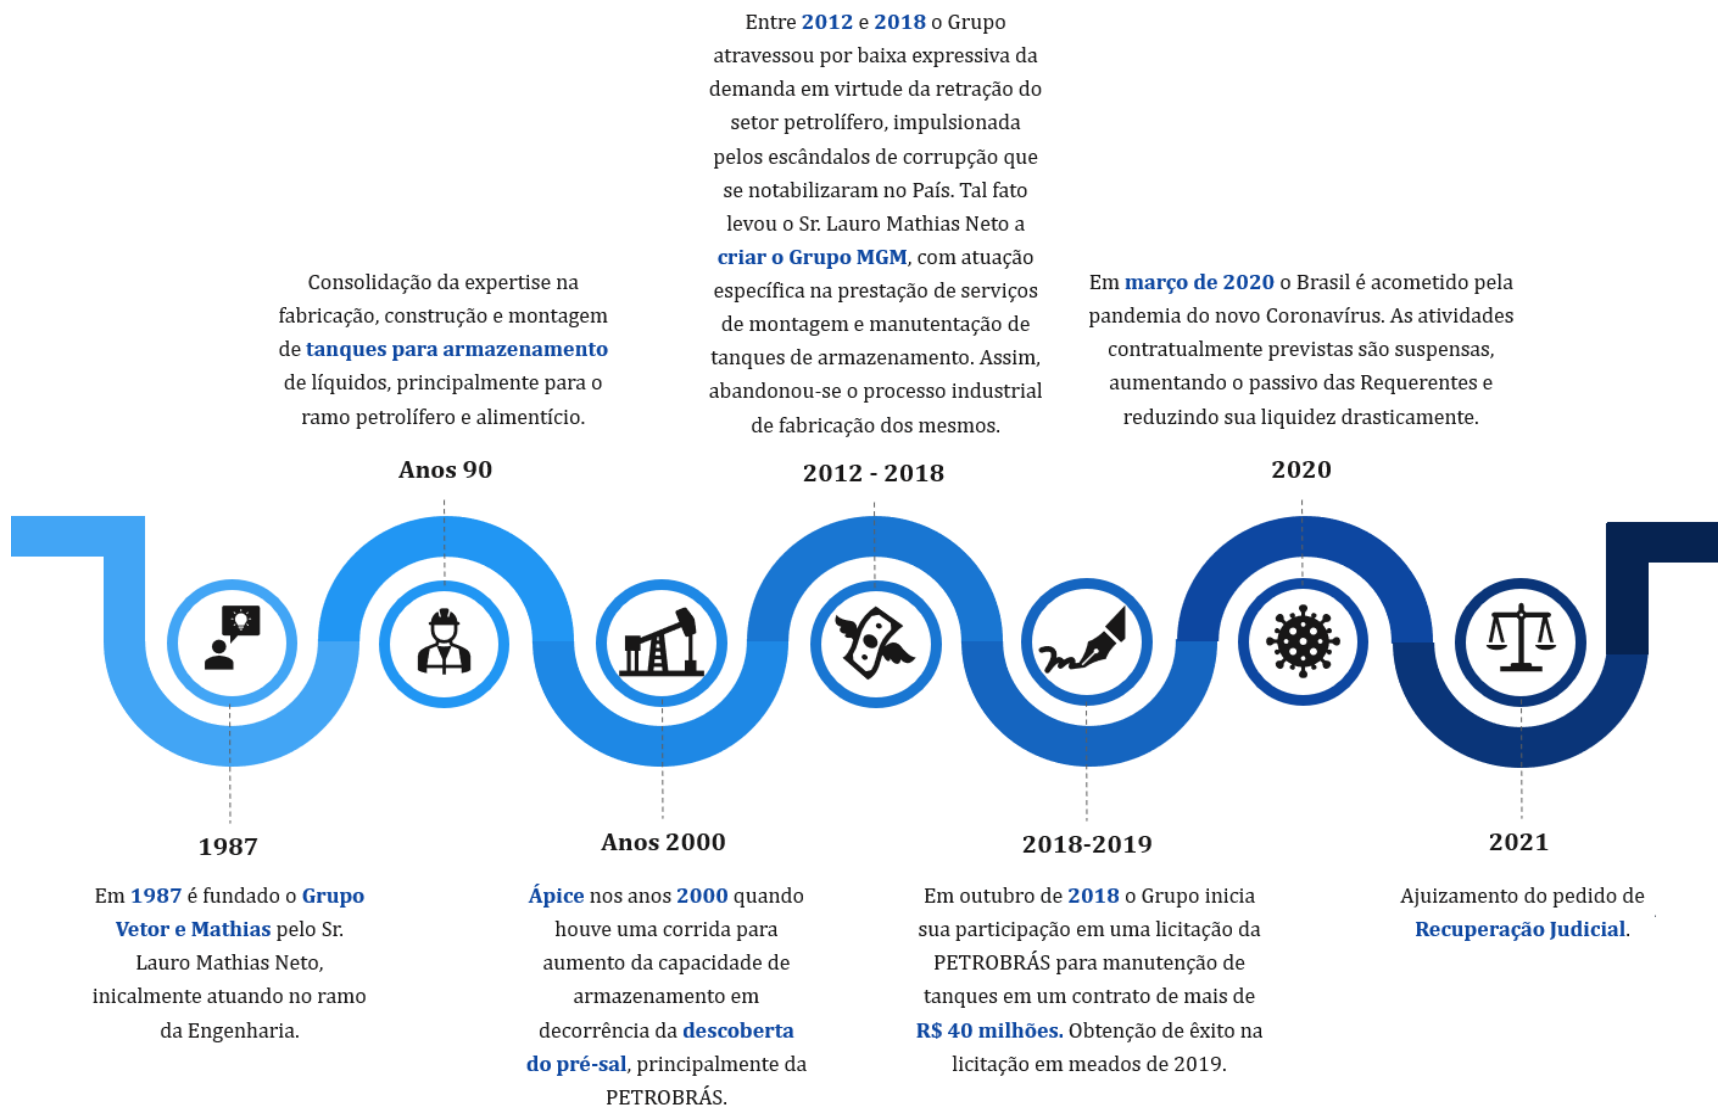 Em 1987 é fundado o Grupo
Vetor e Mathias pelo Sr.
Lauro Mathias Neto,
inicalmente atuando no ramo
da Engenharia.
1987
Consolidação da expertise na
fabricação, construção e montagem
de tanques para armazenamento
de líquidos, principalmente para o
ramo petrolífero e alimentício.
Anos 90
Anos 2000
Ápice nos anos 2000 quando
houve uma corrida para
aumento da capacidade de
armazenamento em
decorrência da descoberta
do pré-sal, principalmente da
PETROBRÁS.
Entre 2012 e 2018 o Grupo
atravessou por baixa expressiva da
demanda em virtude da retração do
setor petrolífero, impulsionada
pelos escândalos de corrupção que
se notabilizaram no País. Tal fato
levou o Sr. Lauro Mathias Neto a
criar o Grupo MGM, com atuação
específica na prestação de serviços
de montagem e manutentação de
tanques de armazenamento. Assim,
abandonou-se o processo industrial
de fabricação dos mesmos.
2012 - 2018
2018-2019
Em outubro de 2018 o Grupo inicia
sua participação em uma licitação da
PETROBRÁS para manutenção de
tanques em um contrato de mais de
R$ 40 milhões. Obtenção de êxito na
licitação em meados de 2019.
Em março de 2020 o Brasil é acometido pela
pandemia do novo Coronavírus. As atividades
contratualmente previstas são suspensas,
aumentando o passivo das Requerentes e
reduzindo sua liquidez drasticamente.
2020
2021
Ajuizamento do pedido de
Recuperação Judicial.